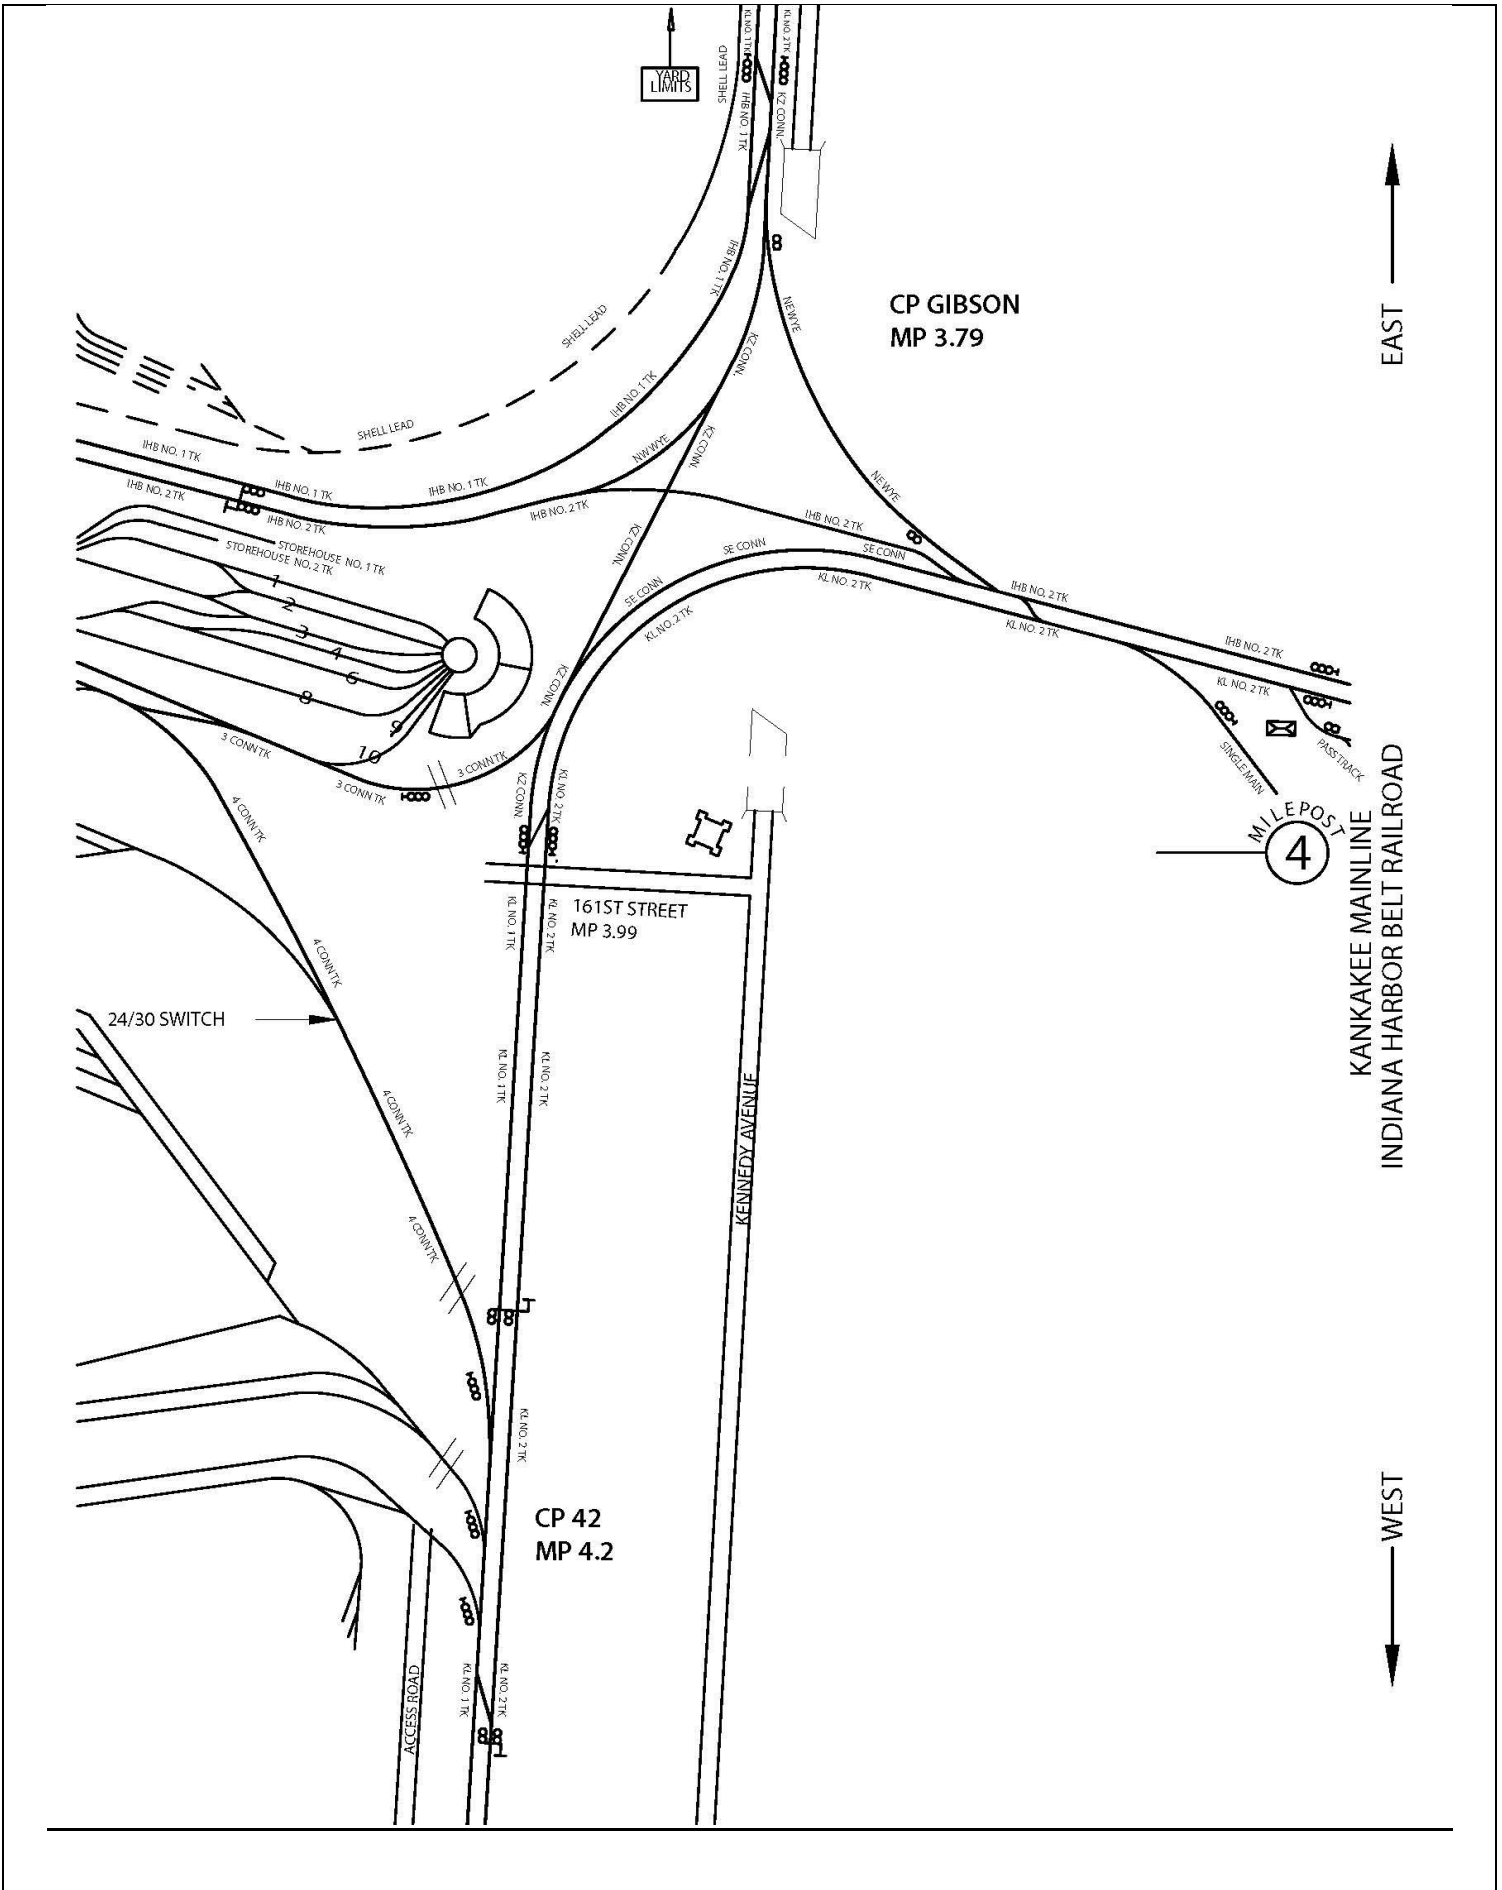 KL NO. 1 TK
KL NO. 2 TK
SHELL LEAD
YARD
LIMITS
IHB NO. 1 TK
KZ CONN.
IHB NO. 1 TK
NEW YE
CP GIBSON
MP 3.79
EAST
SHELL LEAD
KZ CONN.
IHB NO. 1 TK
SHELL LEAD
NW WYE
KZ CONN.
IHB NO. 1 TK
IHB NO. 2 TK
IHB NO. 1 TK
IHB NO. 1 TK
IHB NO. 2 TK
IHB NO. 2 TK
NEW YE
IHB NO. 2 TK
STOREHOUSE NO. 1 TK
STOREHOUSE NO. 2 TK
KZ CONN.
SE CONN
SE CONN
SE CONN
KL NO. 2 TK
KL NO. 2 TK
IHB NO. 2 TK
KL NO. 2 TK
IHB NO. 2 TK
KL NO. 2 TK
1
2
3
4
6
8
9
10
KZ CONN.
3 CONN TK
3 CONN TK
3 CONN TK
KZ CONN.
KL NO. 2 TK
SINGLE MAIN
PASS TRACK
MILEPOST
4
KANKAKEE MAINLINE
INDIANA HARBOR BELT RAILROAD
4 CONN TK
161ST STREET
MP 3.99
KL NO. 1 TK
KL NO. 2 TK
4 CONN TK
24/30 SWITCH
KL NO. 1 TK
KL NO. 2 TK
4 CONN TK
KENNEDY AVENUE
4 CONN TK
KL NO. 2 TK
CP 42
MP 4.2
WEST
KL NO. 1 TK
KL NO. 2 TK
ACCESS ROAD